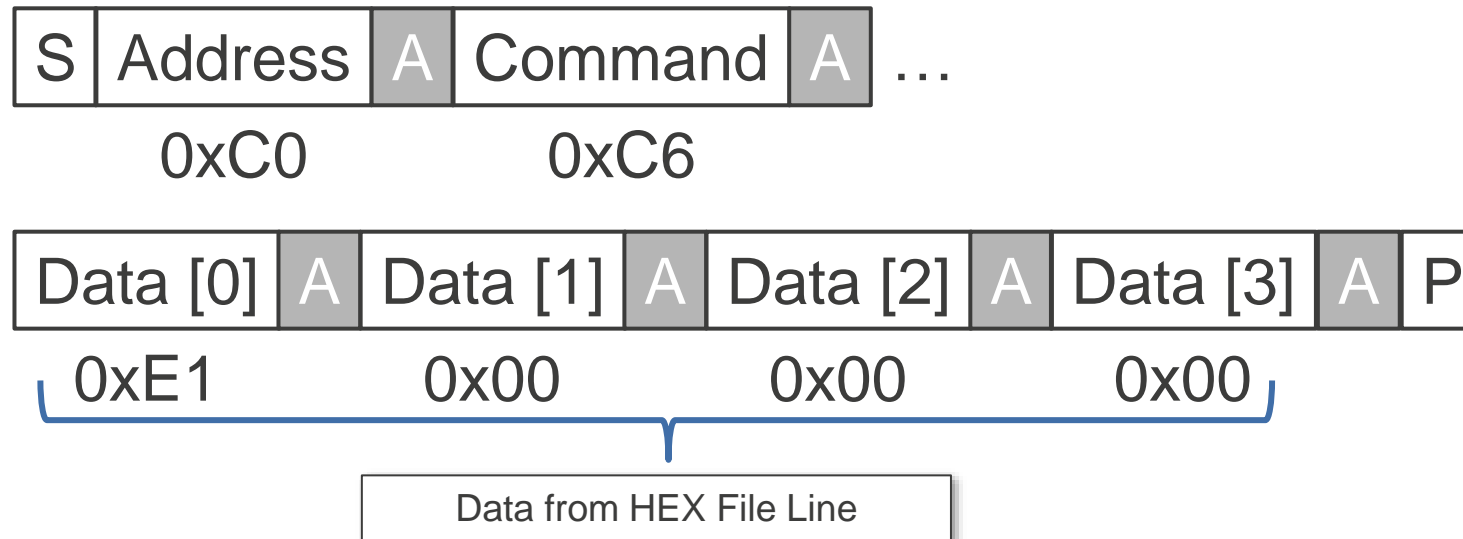 S Address A Command A …
0xC0 0xC6
Data [0] A Data [1] A Data [2] A Data [3] A P
0xE1 0x00 0x00 0x00
Data from HEX File Line